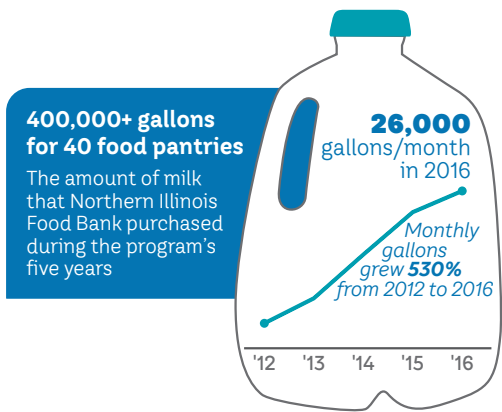 400,000+ gallons
for 40 food pantries
The amount of milk
that Northern Illinois
Food Bank purchased
during the program's
five years
26,000
gallons/month
in 2016
Monthly
gallons
grew 530%
from 2012 to 2016
'12 '13 '14 '15 '16